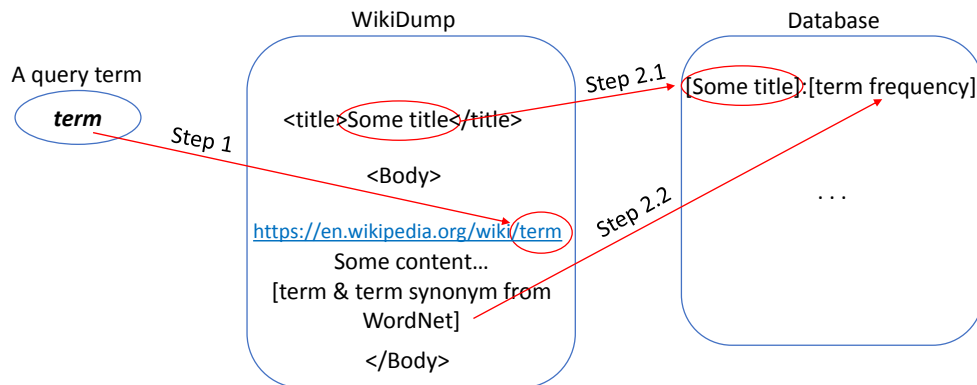 WikiDump
Database
A query term
term
Step 1
<title>Some title</title>
Step 2.1
[Some title]:[term frequency]
<Body>
Step 2.2
. . .
https://en.wikipedia.org/wiki/term
Some content…
[term & term synonym from
WordNet]
</Body>